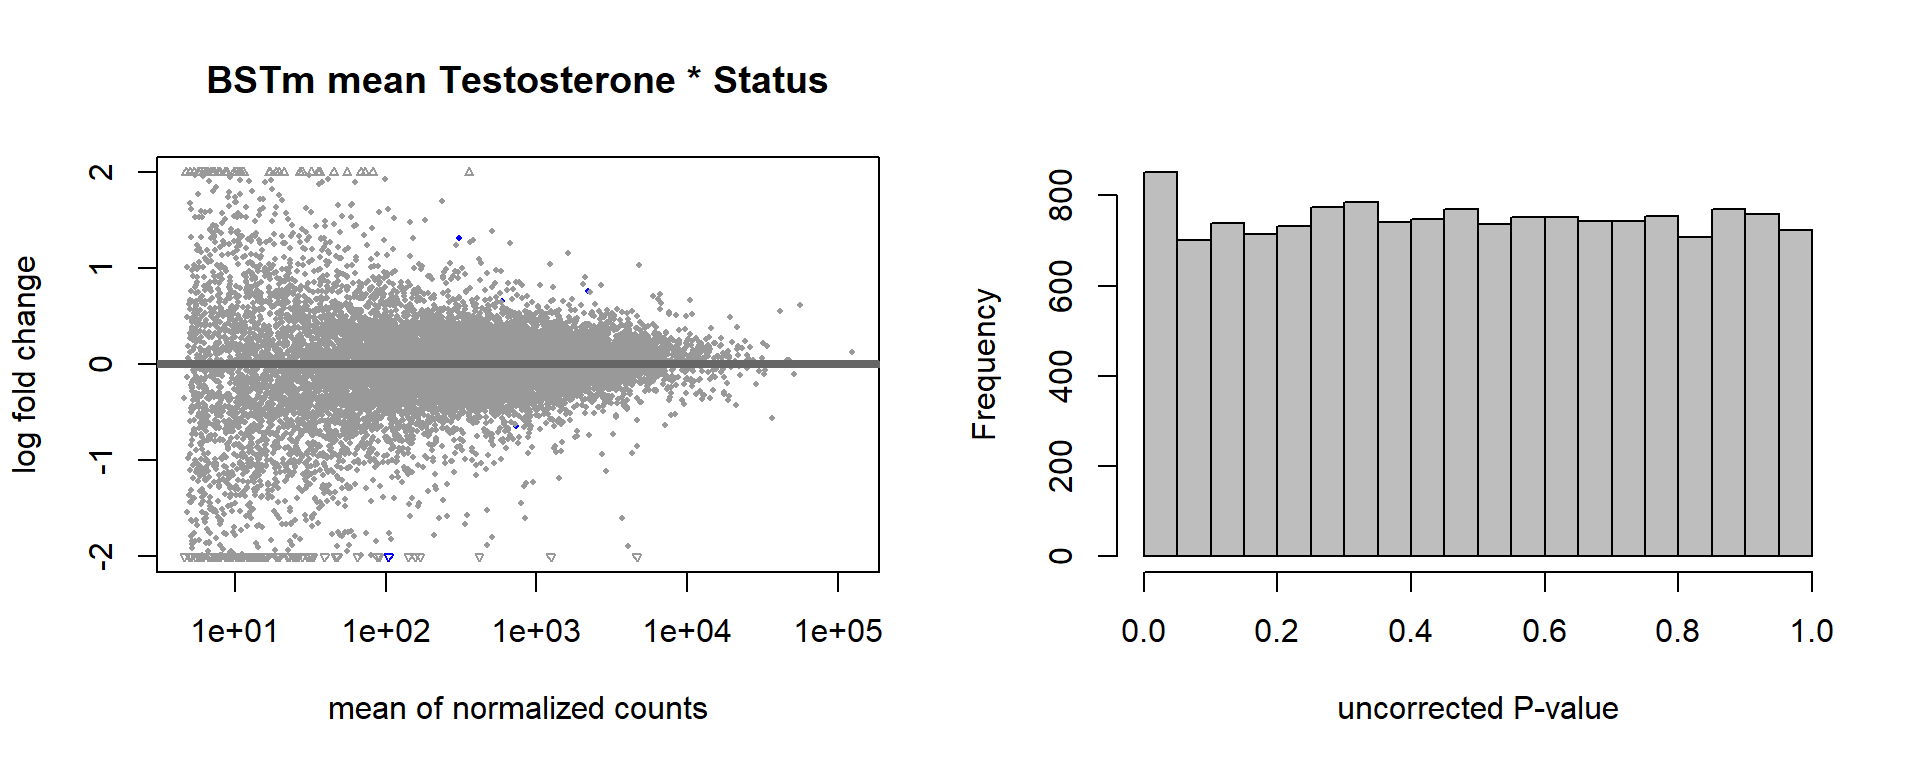 BSTm mean Testosterone * Status
log fold change
2
1
0
-1
-2
1e+01 1e+02 1e+03 1e+04 1e+05
mean of normalized counts
Frequency
800
600
400
200
0
0.0 0.2 0.4 0.6 0.8 1.0
uncorrected P-value